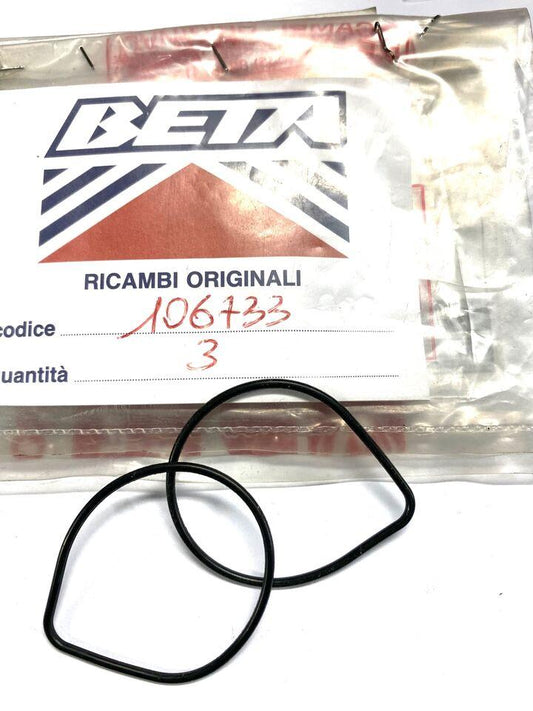 BETA
RICAMBI ORIGINALI
codice 106733
uantità 3